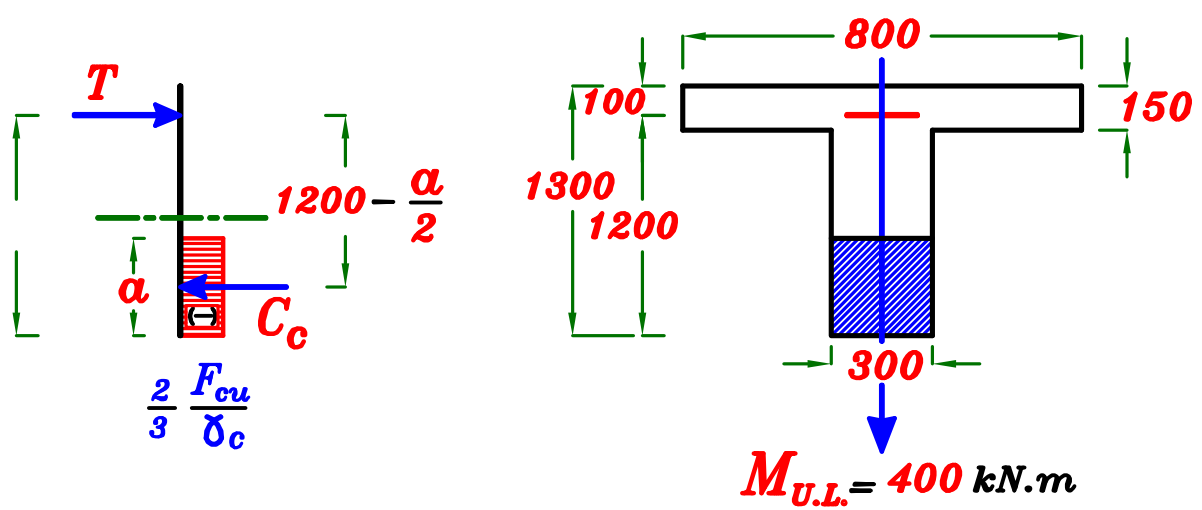 T
1200 - a/2
a
(-)
C_c
2/3 F_cu/γ_c
800
100
150
1300
1200
300
M_U.L. = 400 kN.m